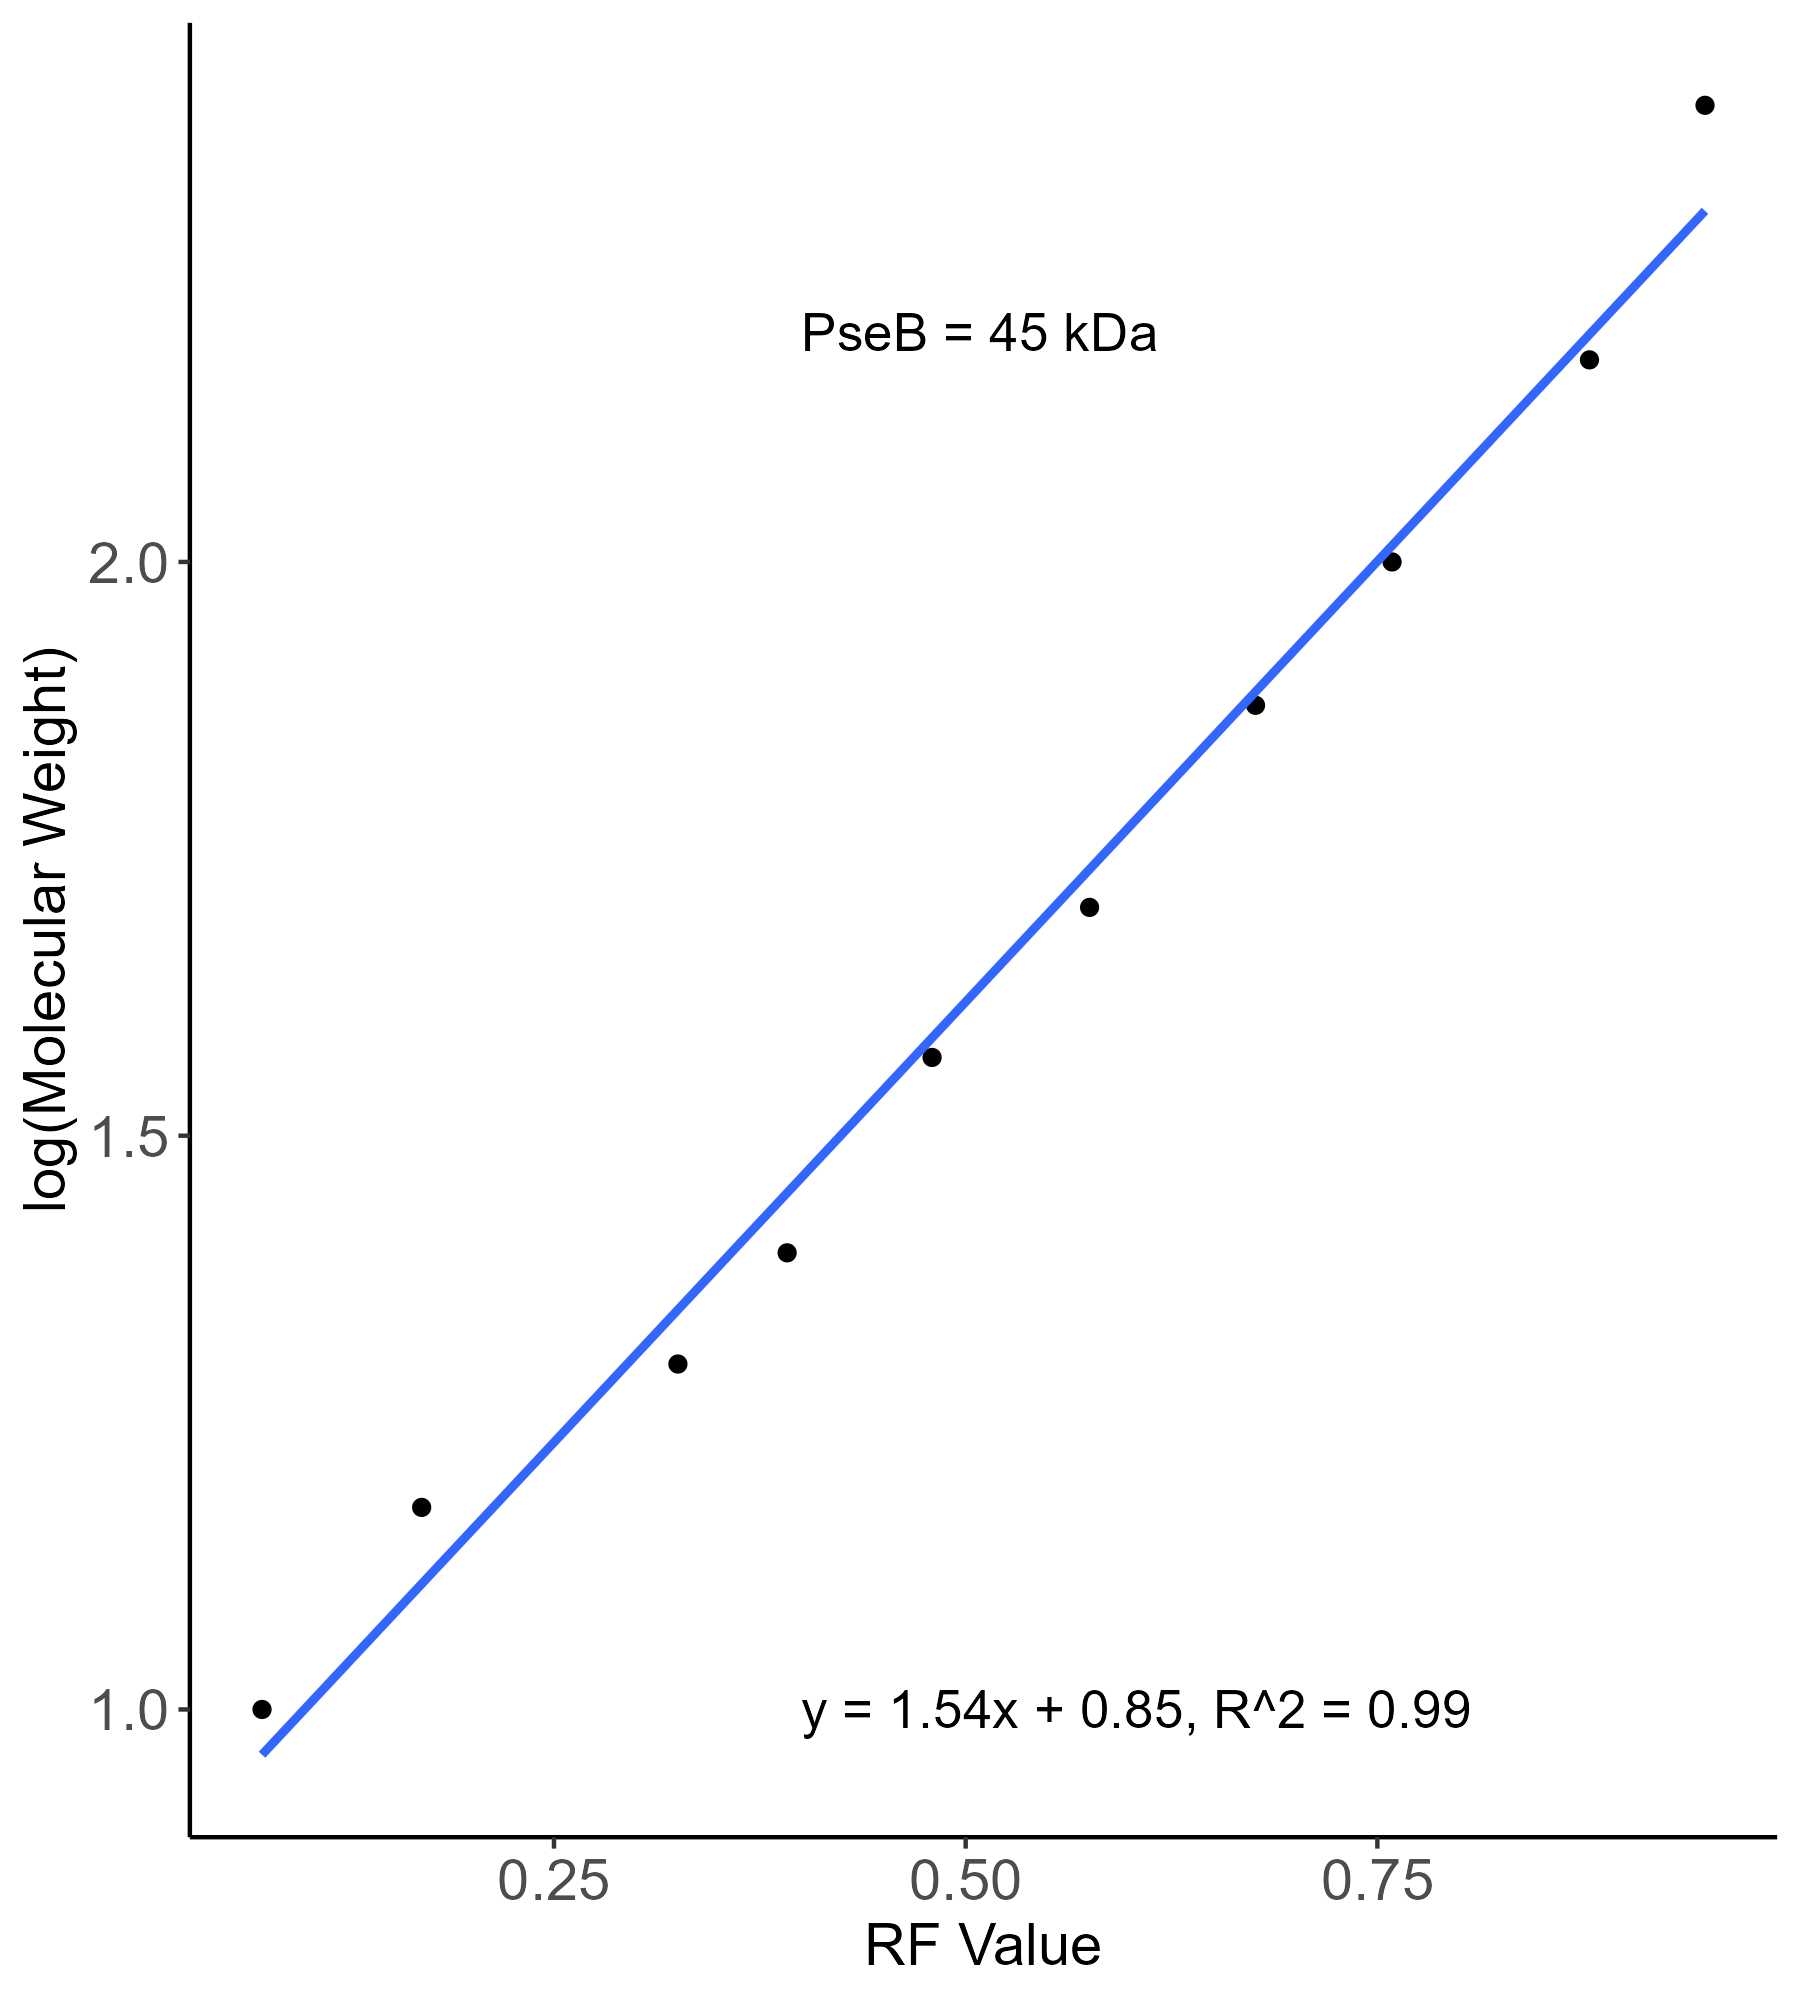 PseB = 45 kDa
2.0
1.5
1.0
log(Molecular Weight)
y = 1.54x + 0.85, R^2 = 0.99
0.25 0.50 0.75
RF Value